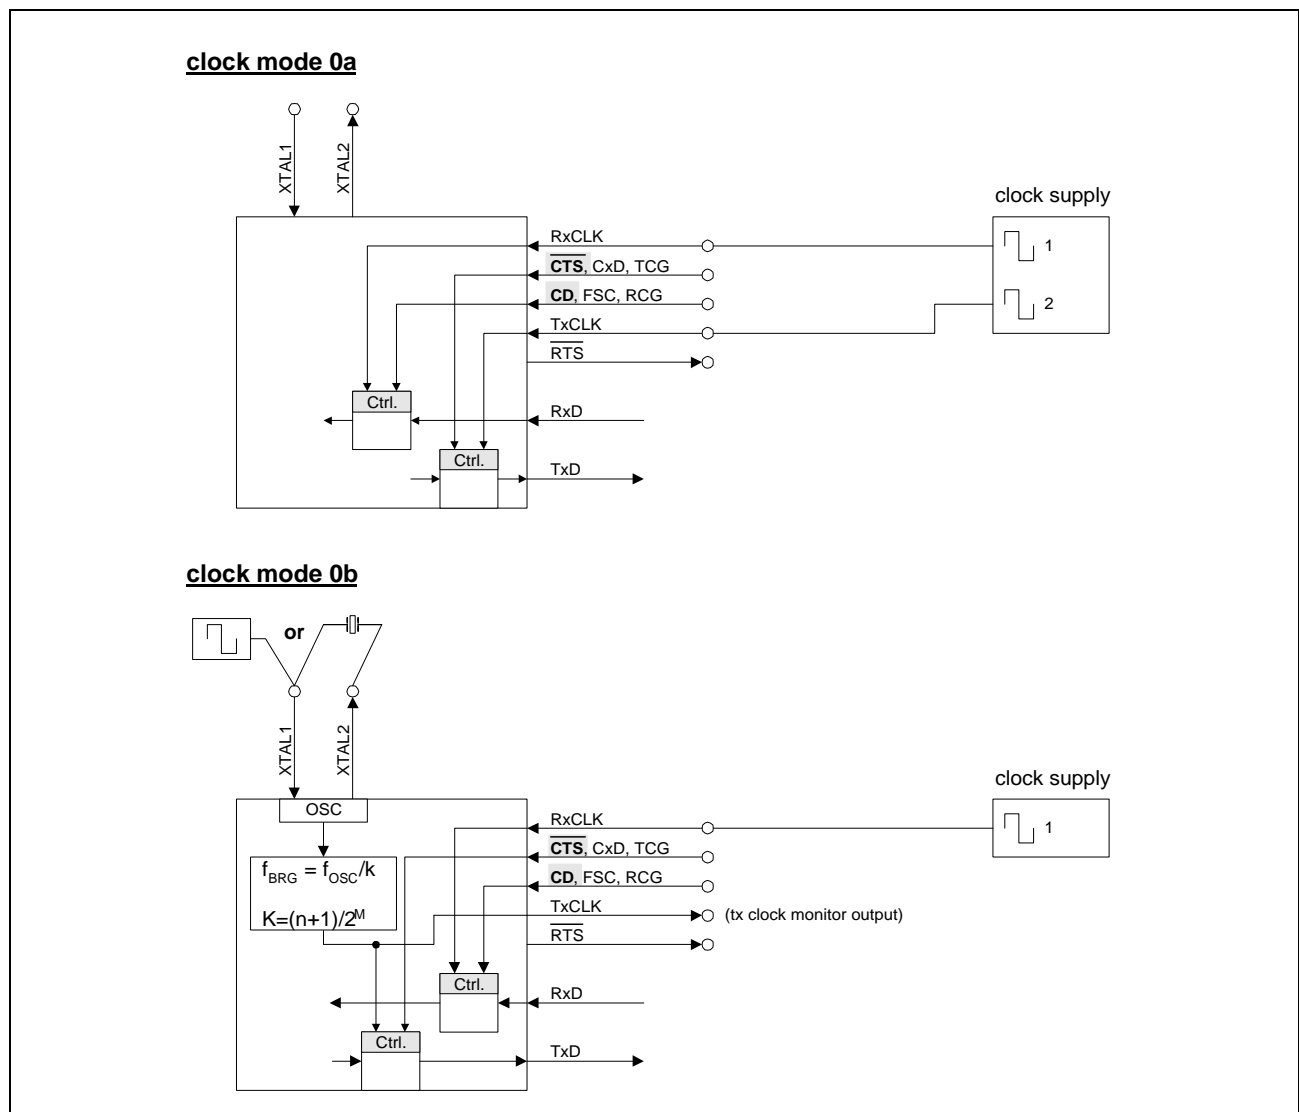 clock mode 0a
XTAL1
XTAL2
clock supply
RxCLK
1
CTS, CxD, TCG
CD, FSC, RCG
2
TxCLK
RTS
Ctrl.
RxD
Ctrl.
TxD
clock mode 0b
or
XTAL1
XTAL2
clock supply
OSC
RxCLK
1
CTS, CxD, TCG
fBRG = fOSC/k
CD, FSC, RCG
K=(n+1)/2^M
TxCLK
(tx clock monitor output)
RTS
Ctrl.
RxD
Ctrl.
TxD